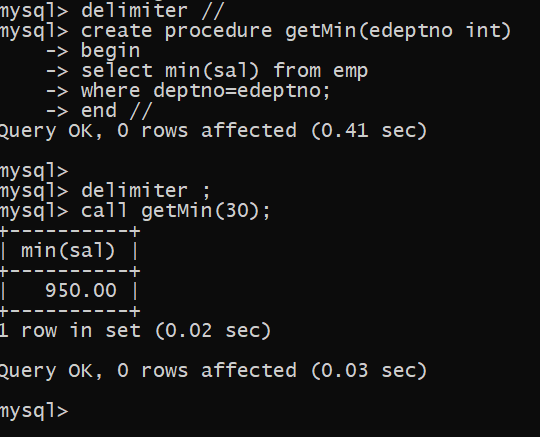 mysql> delimiter //
mysql> create procedure getMin(edeptno int)
    -> begin
    -> select min(sal) from emp
    -> where deptno=edeptno;
    -> end //
Query OK, 0 rows affected (0.41 sec)

mysql>
mysql> delimiter ;
mysql> call getMin(30);
+----------+
| min(sal) |
+----------+
|   950.00 |
+----------+
1 row in set (0.02 sec)

Query OK, 0 rows affected (0.03 sec)

mysql>